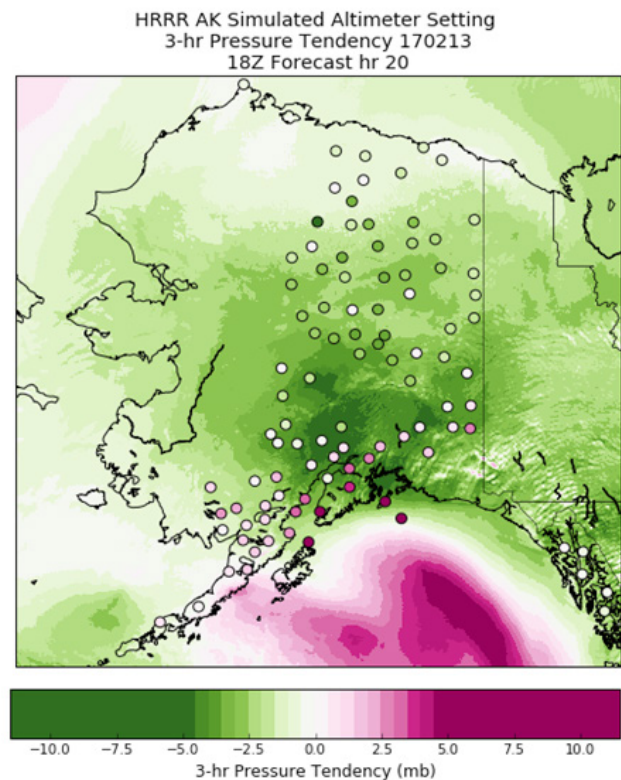 HRRR AK Simulated Altimeter Setting
3-hr Pressure Tendency 170213
18Z Forecast hr 20
−10.0 −7.5 −5.0 −2.5 0.0 2.5 5.0 7.5 10.0
3-hr Pressure Tendency (mb)